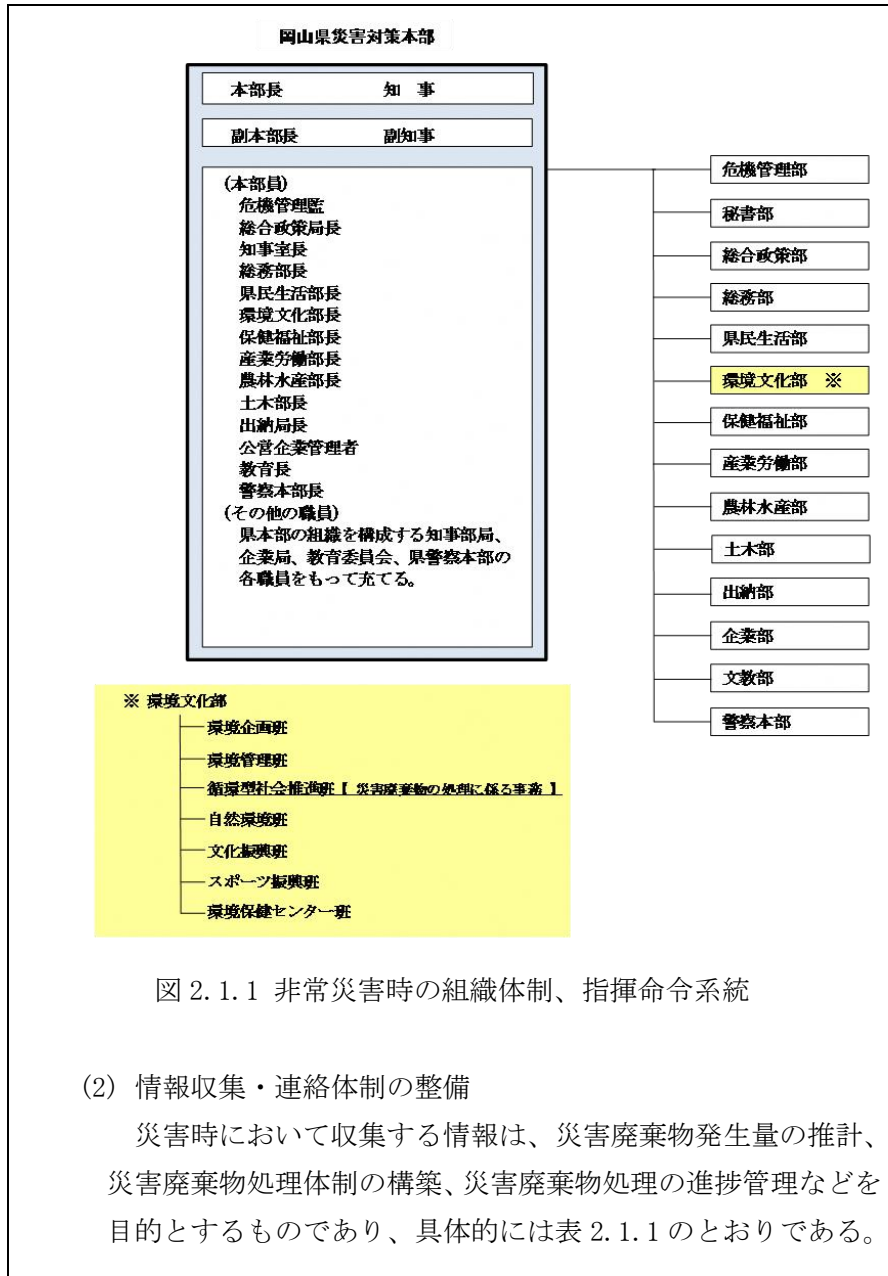 岡山県災害対策本部
本部長 知 事
副本部長 副知事
(本部員)
危機管理監
総合政策局長
知事室長
総務部長
県民生活部長
環境文化部長
保健福祉部長
産業労働部長
農林水産部長
土木部長
出納局長
公営企業管理者
教育長
警察本部長
(その他の職員)
県本部の組織を構成する知事部局、
企業局、教育委員会、県警察本部の
各職員をもって充てる。
危機管理部
秘書部
総合政策部
総務部
県民生活部
環境文化部 ※
保健福祉部
産業労働部
農林水産部
土木部
出納部
企業部
文教部
警察本部
※ 環境文化部
環境企画班
環境管理班
循環型社会推進班【 災害廃棄物の処理に係る事務 】
自然環境班
文化振興班
スポーツ振興班
環境保健センター班
図 2.1.1 非常災害時の組織体制、指揮命令系統
(2) 情報収集・連絡体制の整備
災害時において収集する情報は、災害廃棄物発生量の推計、
災害廃棄物処理体制の構築、災害廃棄物処理の進捗管理などを
目的とするものであり、具体的には表 2.1.1 のとおりである。